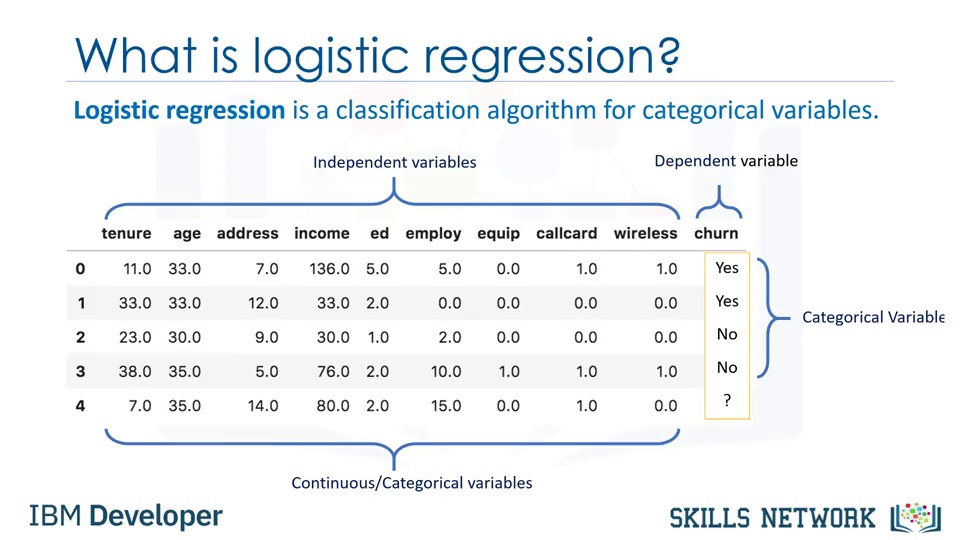 What is logistic regression?
Logistic regression is a classification algorithm for categorical variables.
Independent variables
Dependent variable
tenure age address income ed employ equip callcard wireless churn
0 11.0 33.0 7.0 136.0 5.0 5.0 0.0 1.0 1.0 Yes
1 33.0 33.0 12.0 33.0 2.0 0.0 0.0 0.0 0.0 Yes
Categorical Variable
2 23.0 30.0 9.0 30.0 1.0 2.0 0.0 0.0 0.0 No
3 38.0 35.0 5.0 76.0 2.0 10.0 1.0 1.0 1.0 No
4 7.0 35.0 14.0 80.0 2.0 15.0 0.0 1.0 0.0 ?
Continuous/Categorical variables
IBM Developer
SKILLS NETWORK